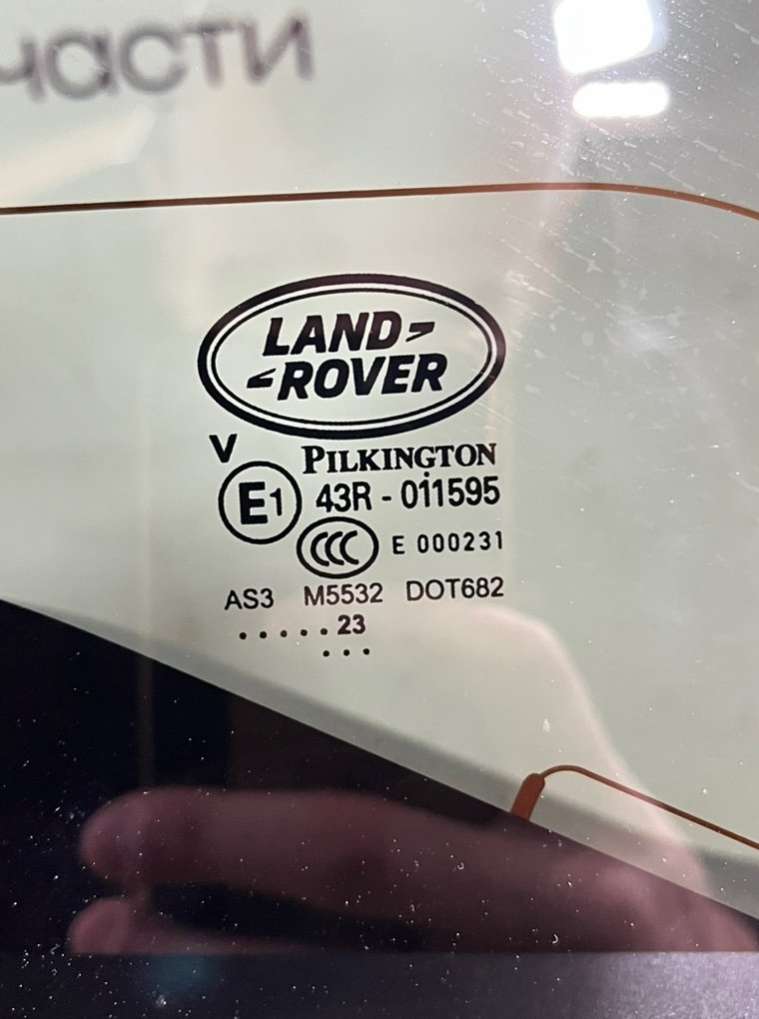 части
LAND
ROVER
V PILKINGTON
E1 43R - 011595
CCC E 000231
AS3 M5532 DOT682
.....23
...